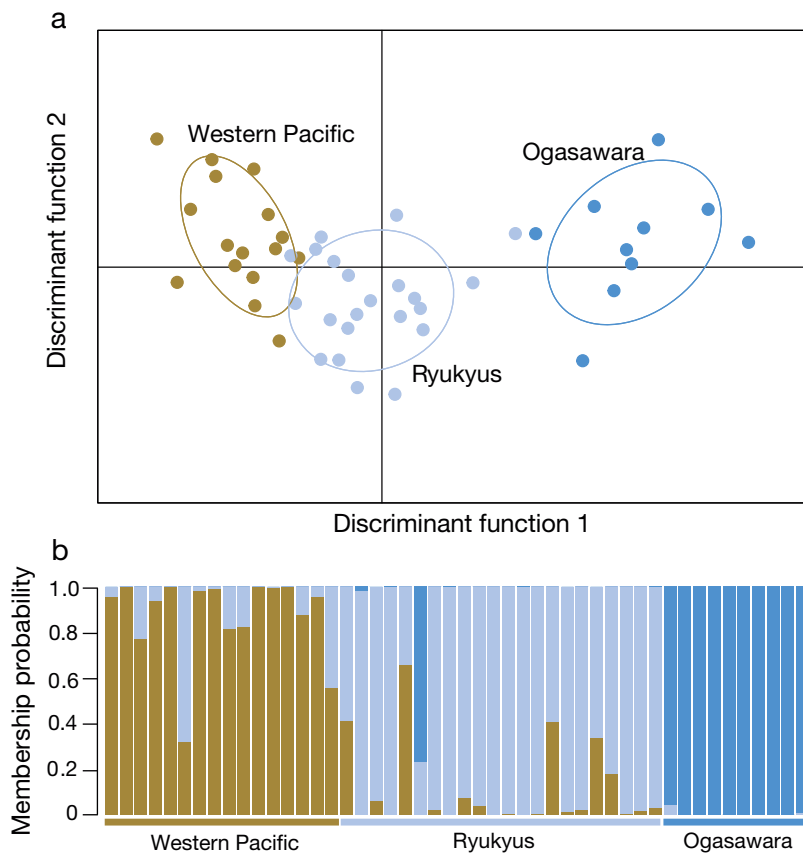 a
Western Pacific
Ogasawara
Ryukyus
Discriminant function 2
Discriminant function 1
b
Membership probability
1.0
0.8
0.6
0.4
0.2
0
Western Pacific
Ryukyus
Ogasawara